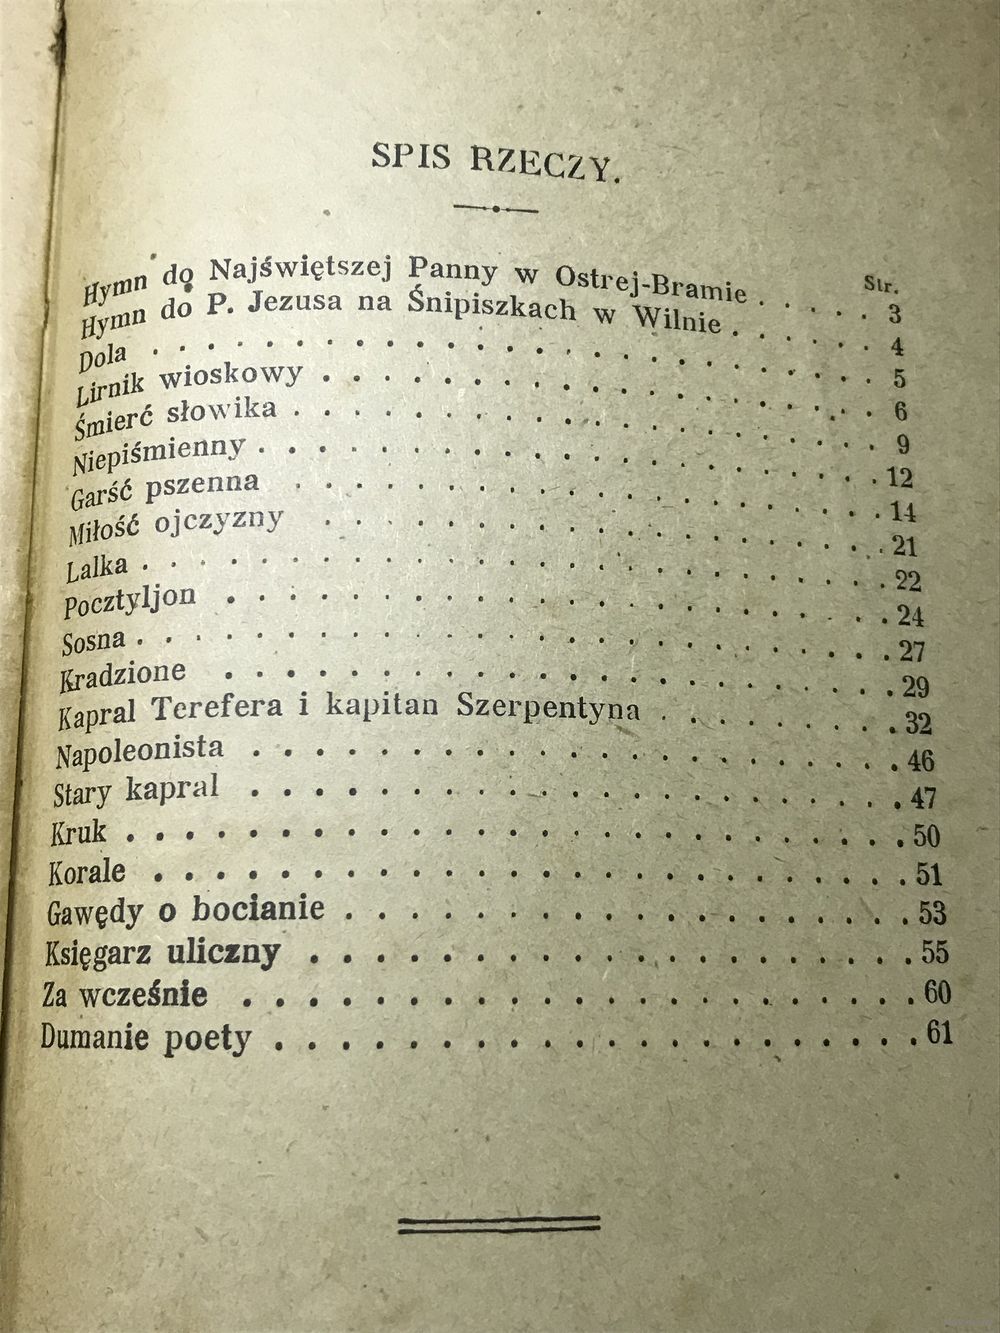 SPIS RZECZY.
Str.
Hymn do Najświętszej Panny w Ostrej-Bramie . . . . . 3
Hymn do P. Jezusa na Śnipiszkach w Wilnie . . . . . . 4
Dola . . . . . . . . . . . . . . . . . . . . . . . . 5
Lirnik wioskowy . . . . . . . . . . . . . . . . . . . 6
Śmierć słowika . . . . . . . . . . . . . . . . . . . . 9
Niepiśmienny . . . . . . . . . . . . . . . . . . . . . 12
Garść pszenna . . . . . . . . . . . . . . . . . . . . 14
Miłość ojczyzny . . . . . . . . . . . . . . . . . . . 21
Lalka . . . . . . . . . . . . . . . . . . . . . . . . 22
Pocztyljon . . . . . . . . . . . . . . . . . . . . . . 24
Sosna . . . . . . . . . . . . . . . . . . . . . . . . 27
Kradzione . . . . . . . . . . . . . . . . . . . . . . 29
Kapral Terefera i kapitan Szerpentyna . . . . . . . . 32
Napoleonista . . . . . . . . . . . . . . . . . . . . . 46
Stary kapral . . . . . . . . . . . . . . . . . . . . . 47
Kruk . . . . . . . . . . . . . . . . . . . . . . . . . 50
Korale . . . . . . . . . . . . . . . . . . . . . . . . 51
Gawędy o bocianie . . . . . . . . . . . . . . . . . . 53
Księgarz uliczny . . . . . . . . . . . . . . . . . . . 55
Za wcześnie . . . . . . . . . . . . . . . . . . . . . 60
Dumanie poety . . . . . . . . . . . . . . . . . . . . 61